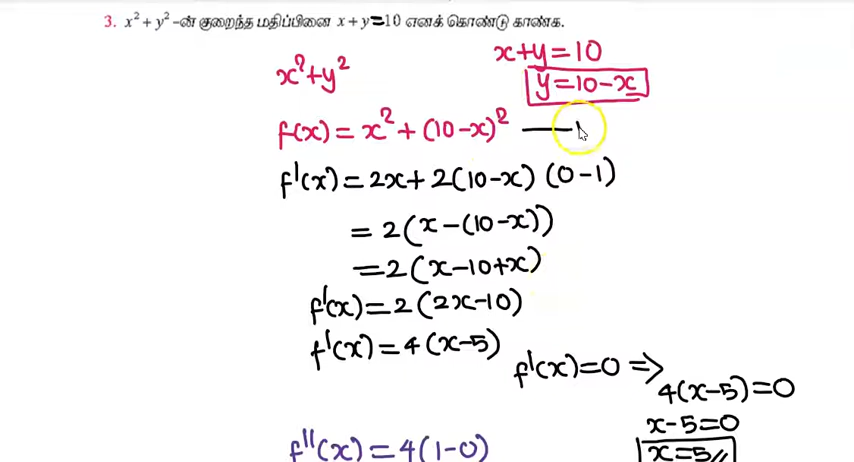 3. x² + y² -ன் குறைந்த மதிப்பினை x + y = 10 எனக் கொண்டு காண்க.
x² + y²
x + y = 10
y = 10 - x
f(x) = x² + (10 - x)² —
f'(x) = 2x + 2(10 - x) (0 - 1)
= 2(x - (10 - x))
= 2(x - 10 + x)
f'(x) = 2(2x - 10)
f'(x) = 4(x - 5)
f'(x) = 0 ⇒
4(x - 5) = 0
x - 5 = 0
x = 5 //
f''(x) = 4(1 - 0)